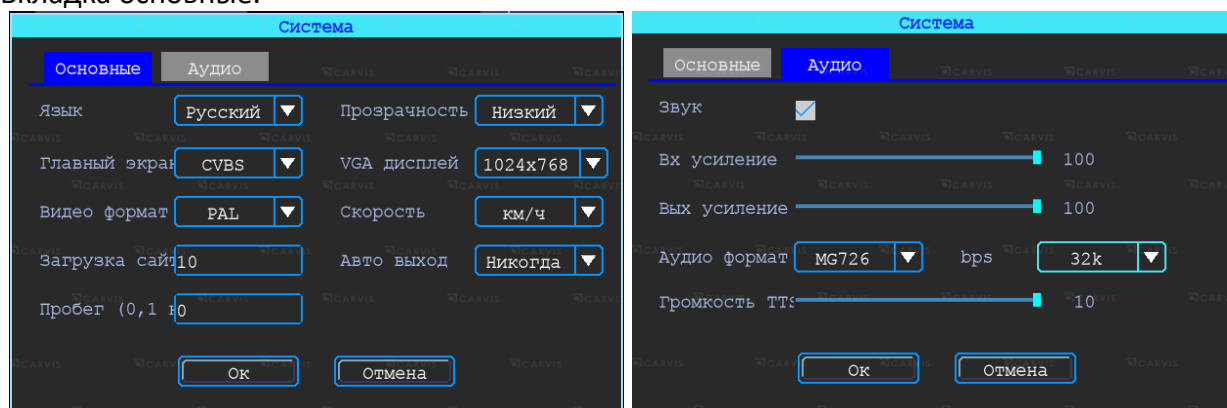 Вкладка основные.
Система
Основные Аудио
Язык Русский Прозрачность Низкий
Главный экран CVBS VGA дисплей 1024x768
Видео формат PAL Скорость км/ч
Загрузка сайт 10 Авто выход Никогда
Пробег (0,1 к 0
Ок Отмена
Система
Основные Аудио
Звук
Вх усиление 100
Вых усиление 100
Аудио формат MG726 bps 32k
Громкость TTS 10
Ок Отмена
CARVIS